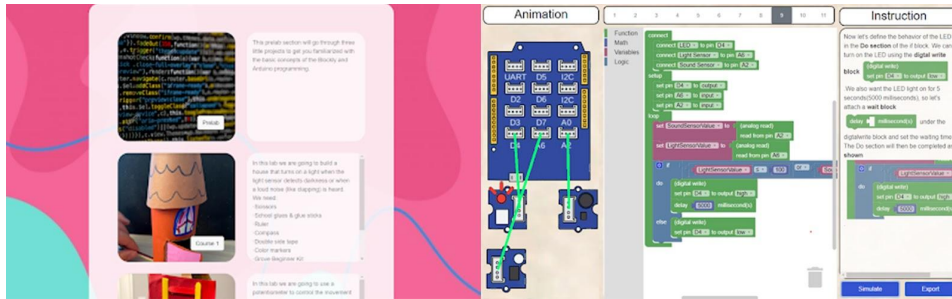 This prelab section will go through three
little projects to get you familiarized with
the basic concepts of the Blockly and
Arduino programming.
Prelab
In this lab we are going to build a
house that turns on a light when the
light sensor detects darkness or when
a loud noise (like clapping) is heard.
We need:
Scissors
School glass & glue sticks
Ruler
Compass
Double side tape
Color markers
Grove Beginner Kit
Course 1
In this lab we are going to use a
potentiometer to control the movement
Animation
UART D5 I2C
D2 D6 I2C
D3 D7 A0
D4 A6 A2
1 2 3 4 5 6 7 8 9 10 11
Function
Math
Variables
Logic
connect
connect LED to pin D4
connect Light Sensor to pin A6
connect Sound Sensor to pin A2
setup
set pin D4 to output
set pin A6 to input
set pin A2 to input
loop
set SoundSensorValue to (analog read)
read from pin A2
set LightSensorValue to (analog read)
read from pin A6
if LightSensorValue ≤ 100 or
do (digital write)
set pin D4 to output high
delay 5000 millisecond(s)
else (digital write)
set pin D4 to output low
Instruction
Now let's define the behavior of the LED
in the Do section of the if block. We can
turn on the LED using the digital write
block (digital write)
set pin D4 to output low
We also want the LED light on for 5
seconds(5000 milliseconds), so let's
attach a wait block
delay millisecond(s) under the
digitalwrite block and set the waiting time
The Do section will then be completed as
shown
if LightSensorValue
do (digital write)
set pin D4 to output high
delay 5000 millisecond(s)
Simulate Export